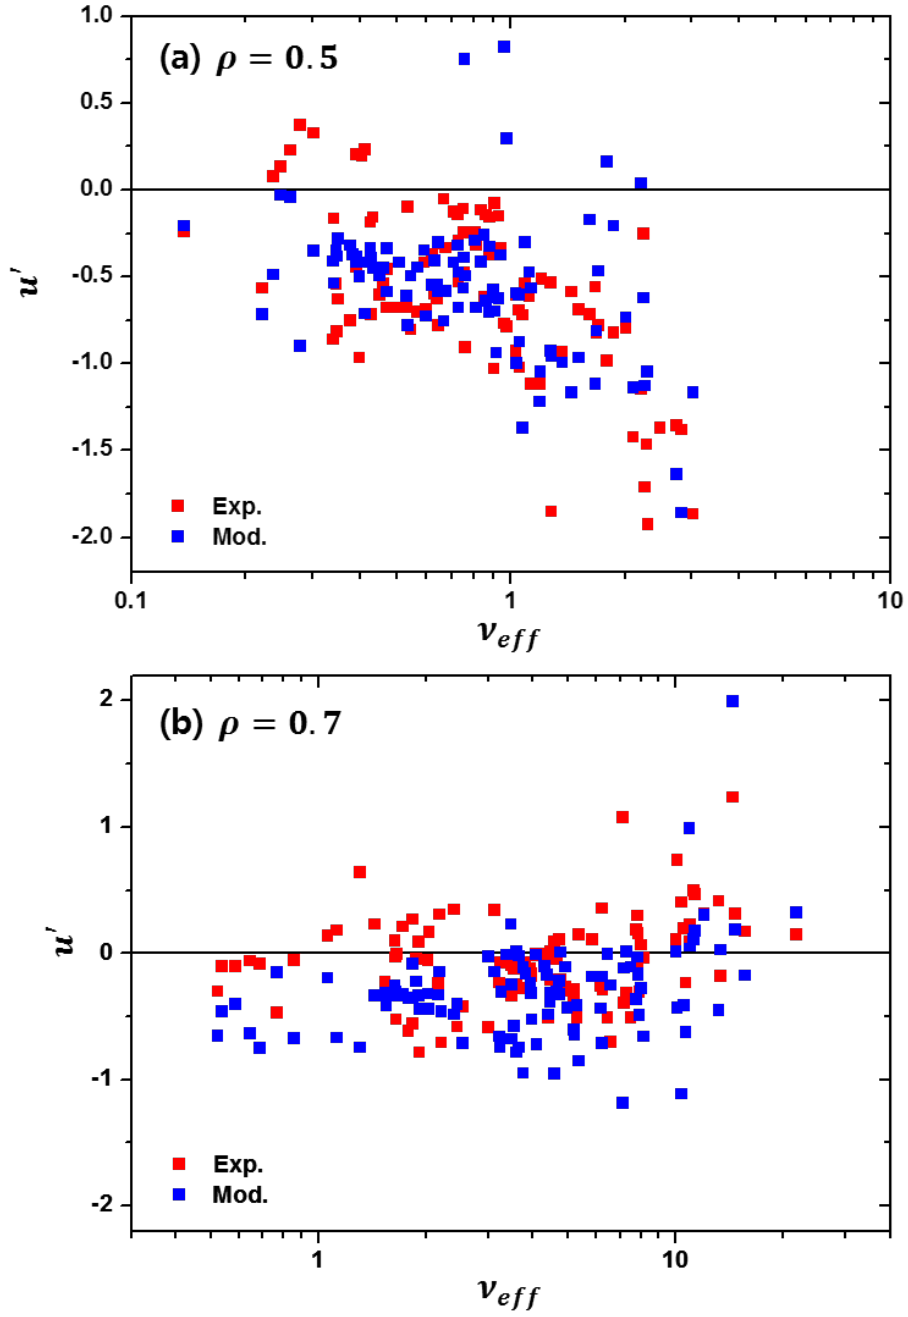 (a) ρ = 0.5
1.0
0.5
0.0
-0.5
-1.0
-1.5
-2.0
u′
Exp.
Mod.
0.1 1 10
ν_eff
(b) ρ = 0.7
2
1
0
-1
-2
u′
Exp.
Mod.
1 10
ν_eff